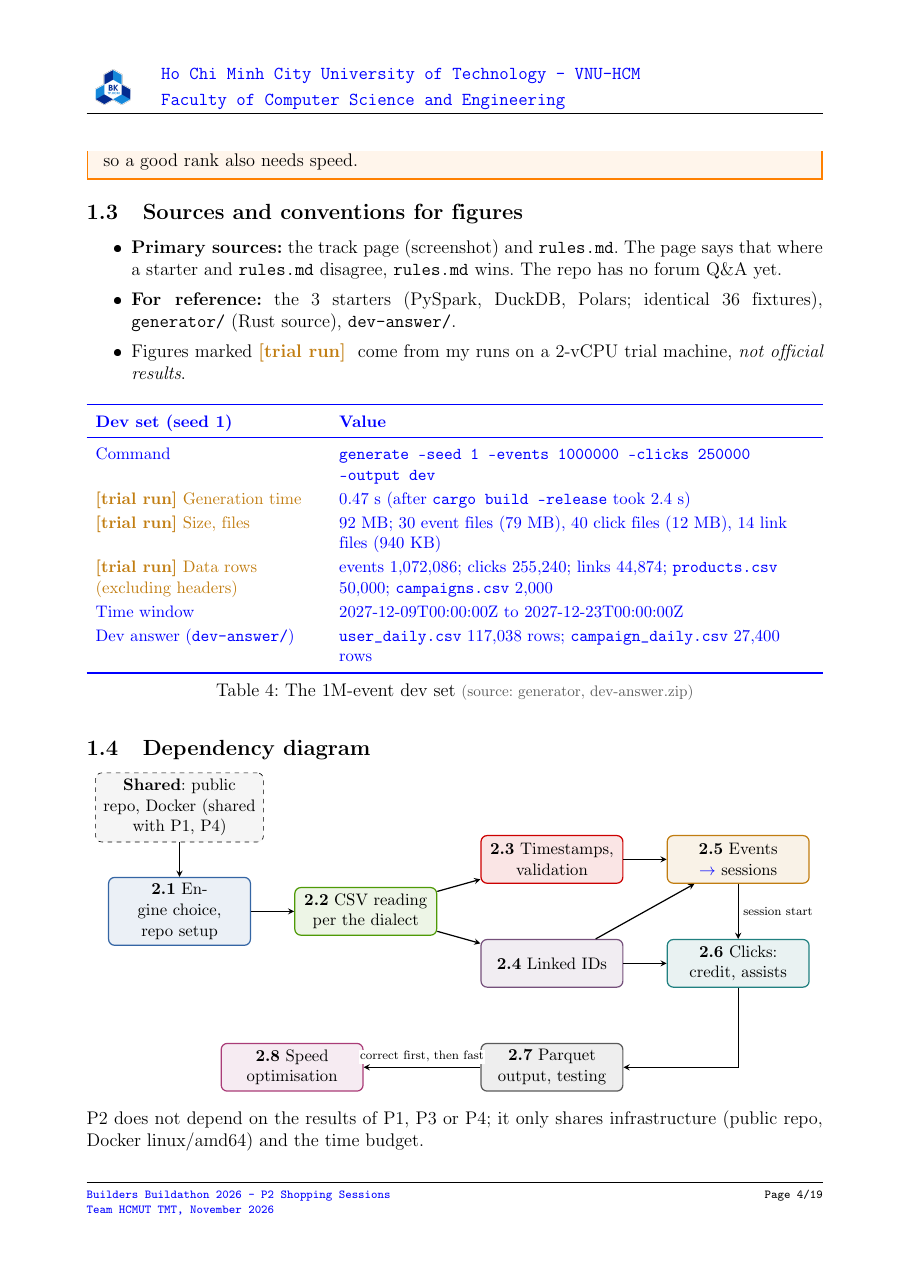 BK
Ho Chi Minh City University of Technology - VNU-HCM
Faculty of Computer Science and Engineering
so a good rank also needs speed.
1.3 Sources and conventions for figures
• Primary sources: the track page (screenshot) and rules.md. The page says that where
a starter and rules.md disagree, rules.md wins. The repo has no forum Q&A yet.
• For reference: the 3 starters (PySpark, DuckDB, Polars; identical 36 fixtures),
generator/ (Rust source), dev-answer/.
• Figures marked [trial run] come from my runs on a 2-vCPU trial machine, not official
results.
Dev set (seed 1) Value
Command generate -seed 1 -events 1000000 -clicks 250000
-output dev
[trial run] Generation time 0.47 s (after cargo build -release took 2.4 s)
[trial run] Size, files 92 MB; 30 event files (79 MB), 40 click files (12 MB), 14 link
files (940 KB)
[trial run] Data rows events 1,072,086; clicks 255,240; links 44,874; products.csv
(excluding headers) 50,000; campaigns.csv 2,000
Time window 2027-12-09T00:00:00Z to 2027-12-23T00:00:00Z
Dev answer (dev-answer/) user_daily.csv 117,038 rows; campaign_daily.csv 27,400
rows
Table 4: The 1M-event dev set (source: generator, dev-answer.zip)
1.4 Dependency diagram
Shared: public
repo, Docker (shared
with P1, P4)
2.1 En-
gine choice,
repo setup
2.2 CSV reading
per the dialect
2.3 Timestamps,
validation
2.4 Linked IDs
2.5 Events
→ sessions
session start
2.6 Clicks:
credit, assists
2.7 Parquet
output, testing
correct first, then fast
2.8 Speed
optimisation
P2 does not depend on the results of P1, P3 or P4; it only shares infrastructure (public repo,
Docker linux/amd64) and the time budget.
Builders Buildathon 2026 - P2 Shopping Sessions
Team HCMUT TMT, November 2026
Page 4/19